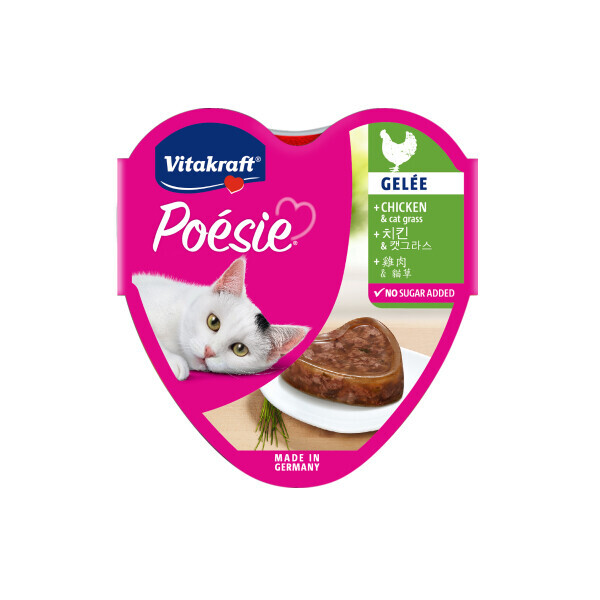 Vitakraft®
Poésie®
GELÉE
+CHICKEN
& cat grass
+치킨
& 캣그라스
+雞肉
& 貓草
✓NO SUGAR ADDED
MADE IN
GERMANY